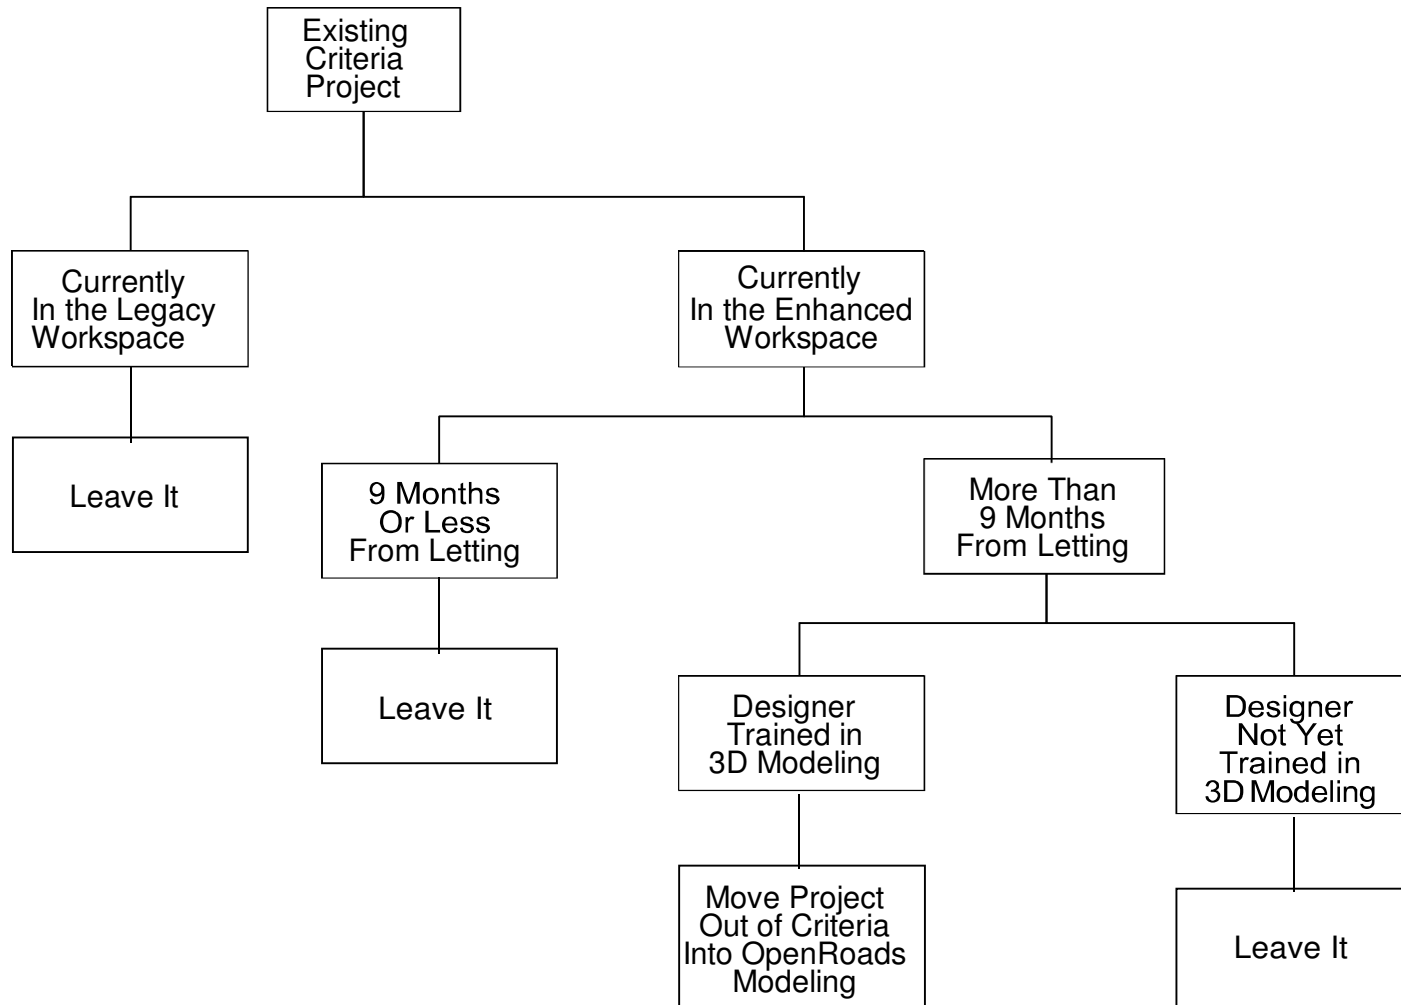 Existing
Criteria
Project
Currently
In the Legacy
Workspace
Currently
In the Enhanced
Workspace
Leave It
9 Months
Or Less
From Letting
More Than
9 Months
From Letting
Leave It
Designer
Trained in
3D Modeling
Designer
Not Yet
Trained in
3D Modeling
Move Project
Out of Criteria
Into OpenRoads
Modeling
Leave It